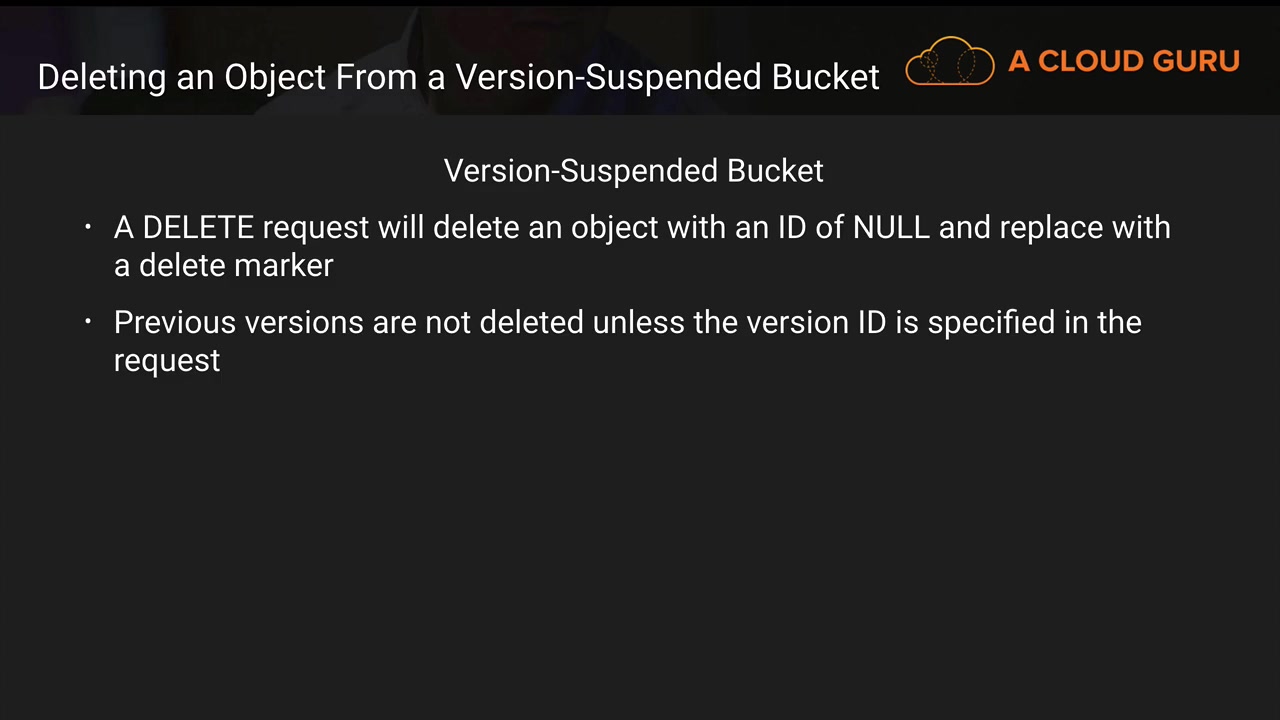 Deleting an Object From a Version-Suspended Bucket
A CLOUD GURU
Version-Suspended Bucket
· A DELETE request will delete an object with an ID of NULL and replace with
a delete marker
· Previous versions are not deleted unless the version ID is specified in the
request